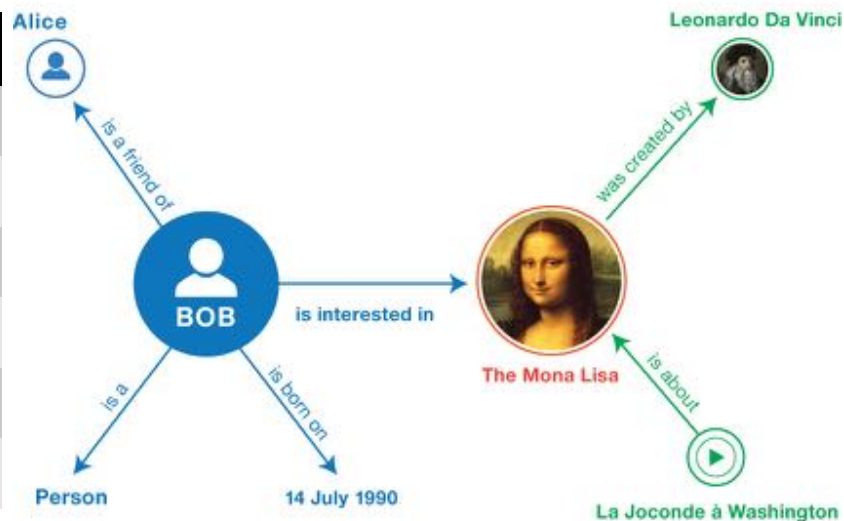 Alice
Leonardo Da Vinci
is a friend of
was created by
BOB
is interested in
The Mona Lisa
is a
is born on
is about
Person
14 July 1990
La Joconde à Washington